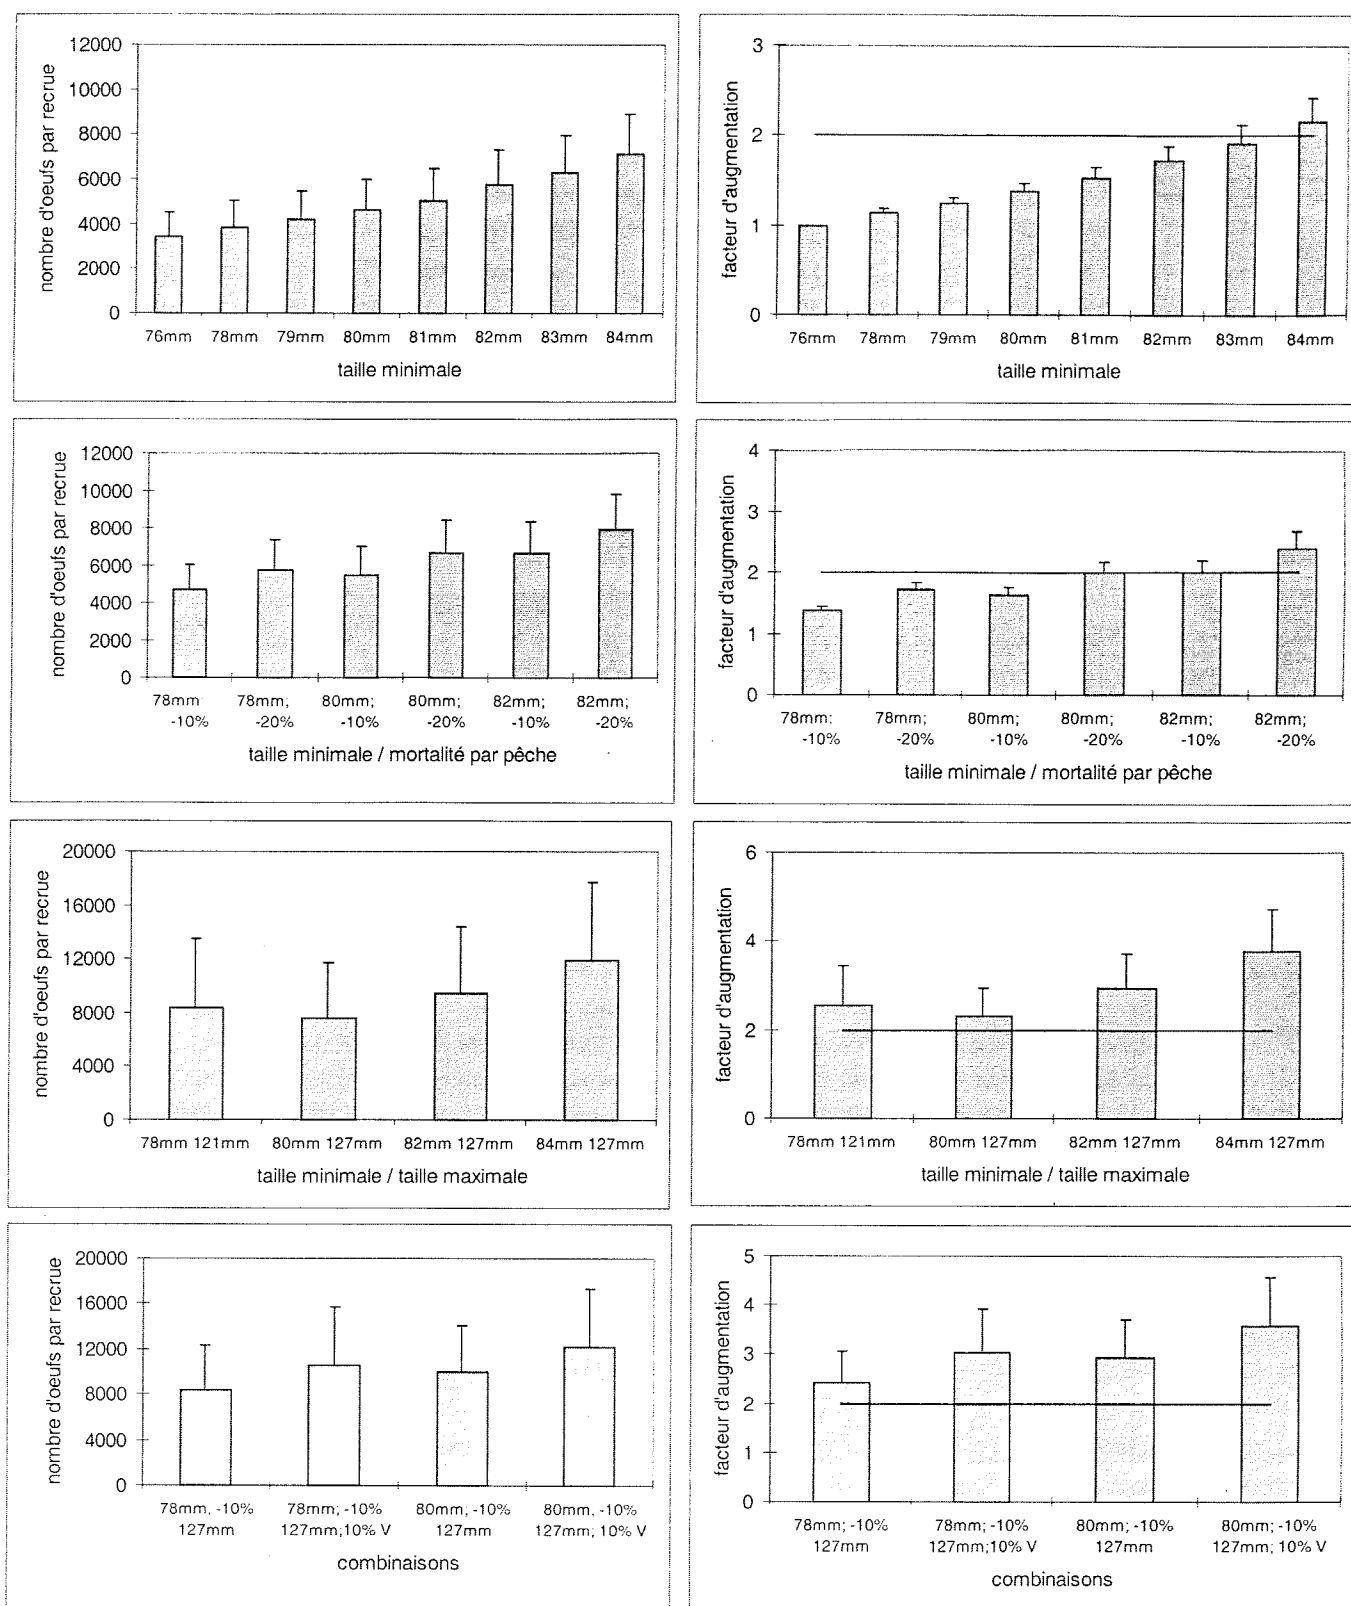 nombre d'oeufs par recrue
12000
10000
8000
6000
4000
2000
0
76mm 78mm 79mm 80mm 81mm 82mm 83mm 84mm
taille minimale
facteur d'augmentation
3
2
1
0
76mm 78mm 79mm 80mm 81mm 82mm 83mm 84mm
taille minimale
nombre d'oeufs par recrue
12000
10000
8000
6000
4000
2000
0
78mm 78mm; 80mm; 80mm; 82mm; 82mm;
-10% -20% -10% -20% -10% -20%
taille minimale / mortalité par pêche
facteur d'augmentation
4
3
2
1
0
78mm; 78mm; 80mm; 80mm; 82mm; 82mm;
-10% -20% -10% -20% -10% -20%
taille minimale / mortalité par pêche
nombre d'oeufs par recrue
20000
16000
12000
8000
4000
0
78mm 121mm 80mm 127mm 82mm 127mm 84mm 127mm
taille minimale / taille maximale
facteur d'augmentation
6
4
2
0
78mm 121mm 80mm 127mm 82mm 127mm 84mm 127mm
taille minimale / taille maximale
nombre d'oeufs par recrue
20000
16000
12000
8000
4000
0
78mm, -10% 78mm; -10% 80mm, -10% 80mm, -10%
127mm 127mm;10% V 127mm 127mm; 10% V
combinaisons
facteur d'augmentation
5
4
3
2
1
0
78mm; -10% 78mm; -10% 80mm; -10% 80mm; -10%
127mm 127mm;10% V 127mm 127mm; 10% V
combinaisons